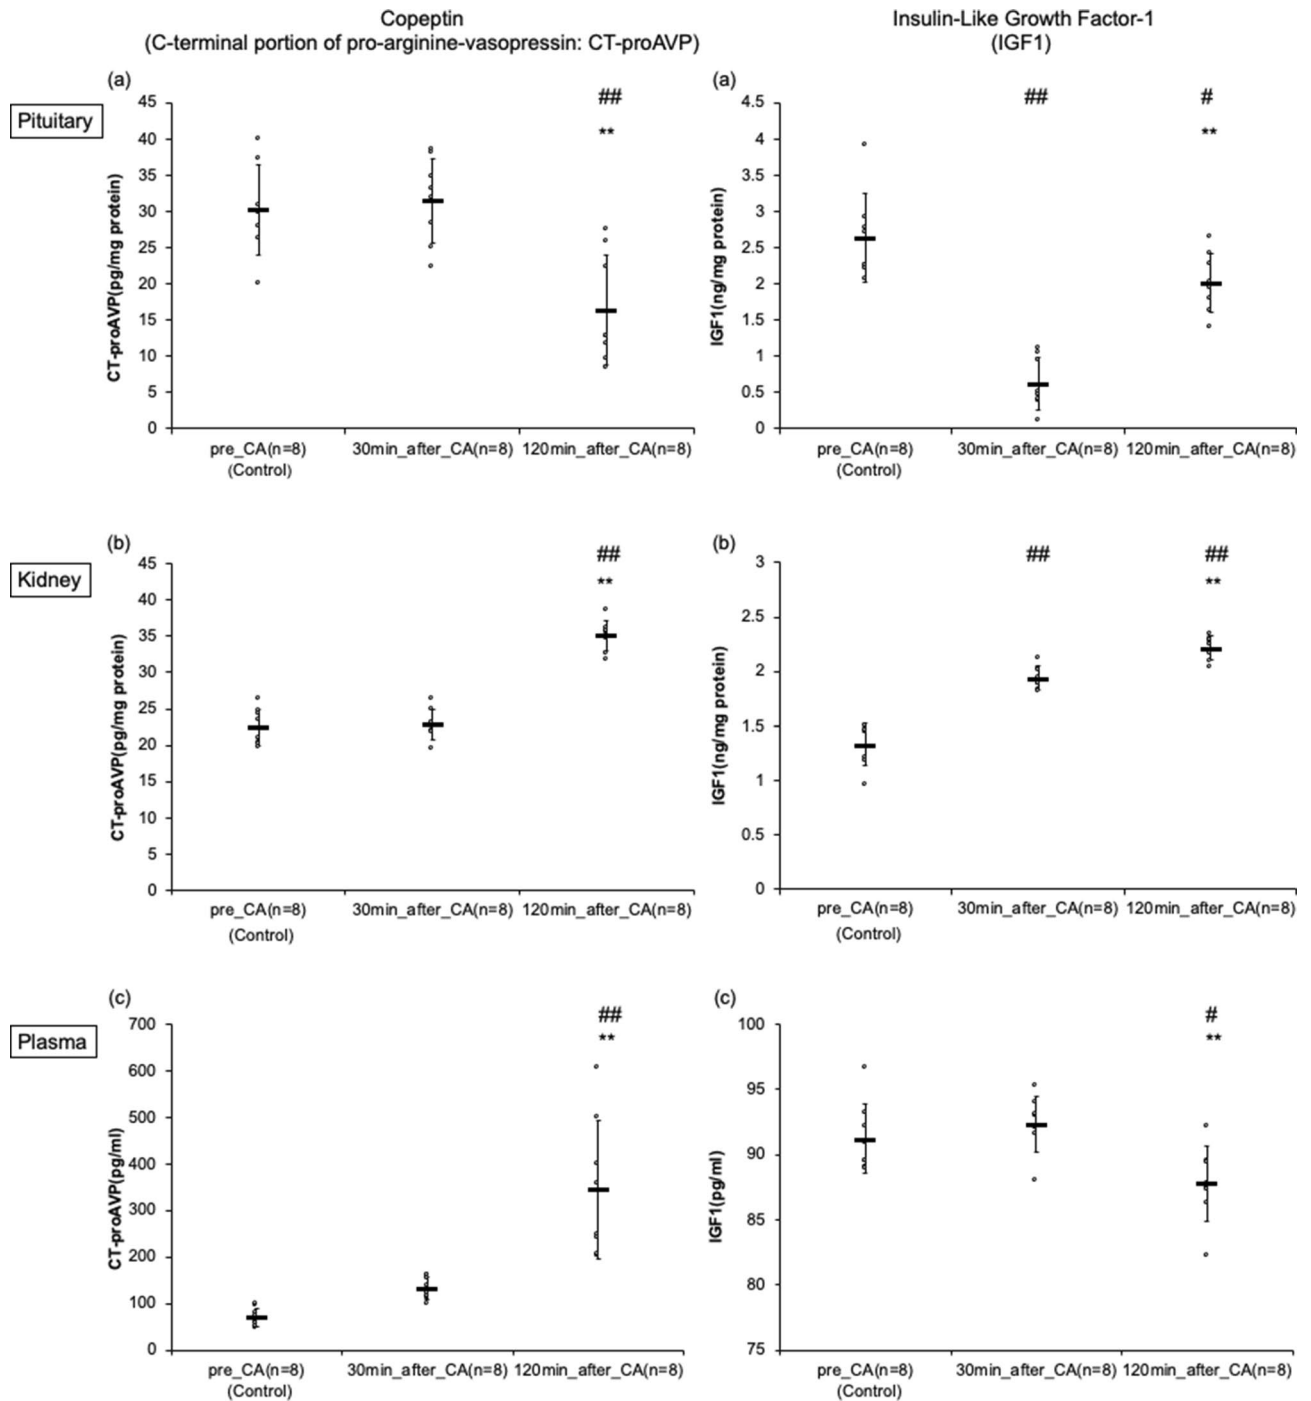 Copeptin
(C-terminal portion of pro-arginine-vasopressin: CT-proAVP)
Insulin-Like Growth Factor-1
(IGF1)
Pituitary
(a)
##
**
CT-proAVP(pg/mg protein)
45
40
35
30
25
20
15
10
5
0
pre_CA(n=8)
(Control)
30min_after_CA(n=8)
120min_after_CA(n=8)
(a)
##
#
**
IGF1(ng/mg protein)
4.5
4
3.5
3
2.5
2
1.5
1
0.5
0
pre_CA(n=8)
(Control)
30min_after_CA(n=8)
120min_after_CA(n=8)
Kidney
(b)
##
**
CT-proAVP(pg/mg protein)
45
40
35
30
25
20
15
10
5
0
pre_CA(n=8)
(Control)
30min_after_CA(n=8)
120min_after_CA(n=8)
(b)
##
##
**
IGF1(ng/mg protein)
3
2.5
2
1.5
1
0.5
0
pre_CA(n=8)
(Control)
30min_after_CA(n=8)
120min_after_CA(n=8)
Plasma
(c)
##
**
CT-proAVP(pg/ml)
700
600
500
400
300
200
100
0
pre_CA(n=8)
(Control)
30min_after_CA(n=8)
120min_after_CA(n=8)
(c)
#
**
IGF1(pg/ml)
100
95
90
85
80
75
pre_CA(n=8)
(Control)
30min_after_CA(n=8)
120min_after_CA(n=8)